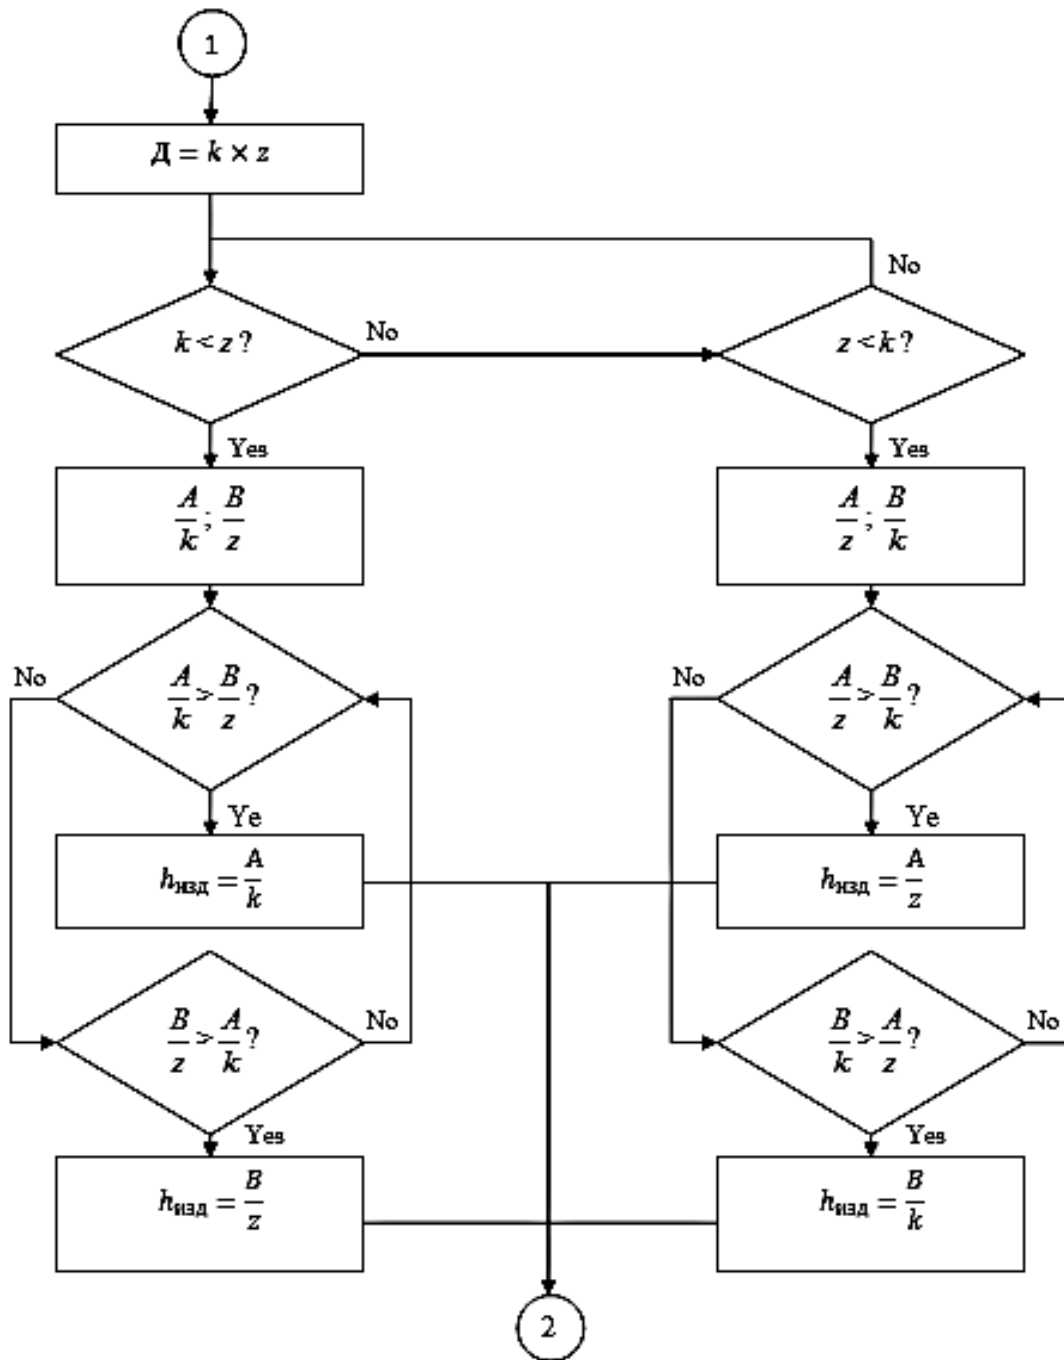 1
Д = k × z
No
k < z ?
No
z < k ?
Yes
Yes
A/k ; B/z
A/z ; B/k
No
A/k > B/z ?
No
A/z > B/k ?
Ye
Ye
hизд = A/k
hизд = A/z
B/z > A/k ?
No
B/k > A/z ?
No
Yes
Yes
hизд = B/z
hизд = B/k
2